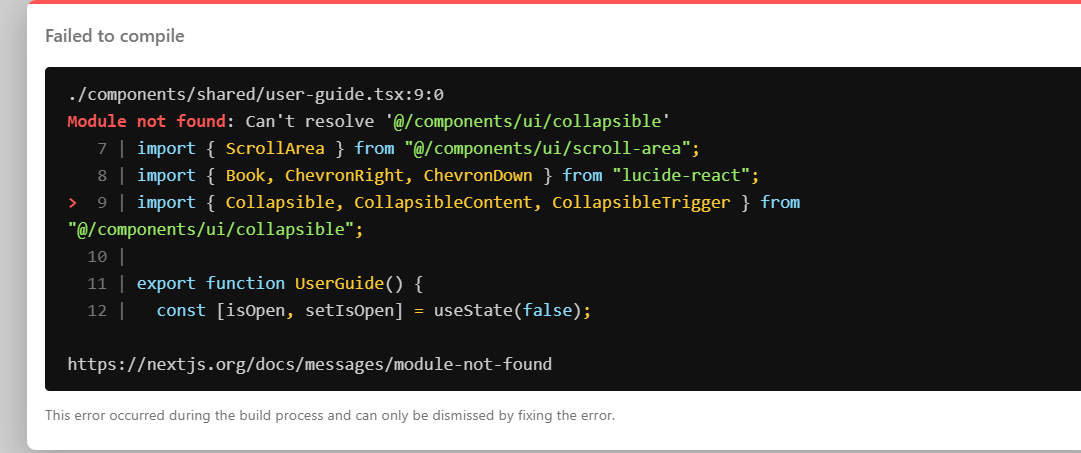 Failed to compile
./components/shared/user-guide.tsx:9:0
Module not found: Can't resolve '@/components/ui/collapsible'
7 | import { ScrollArea } from "@/components/ui/scroll-area";
8 | import { Book, ChevronRight, ChevronDown } from "lucide-react";
> 9 | import { Collapsible, CollapsibleContent, CollapsibleTrigger } from
"@/components/ui/collapsible";
10 |
11 | export function UserGuide() {
12 | const [isOpen, setIsOpen] = useState(false);
https://nextjs.org/docs/messages/module-not-found
This error occurred during the build process and can only be dismissed by fixing the error.